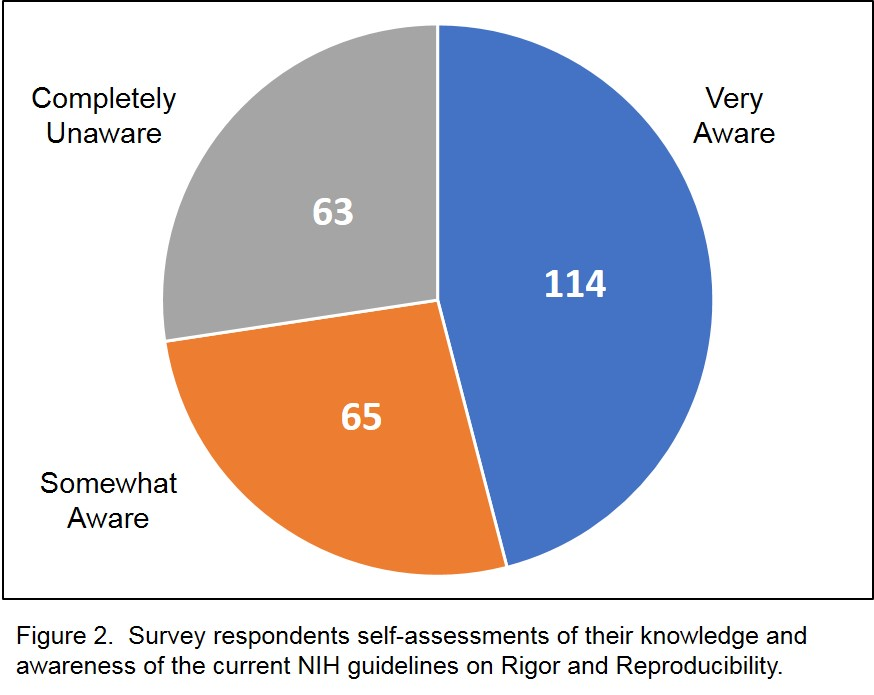 Completely
Unaware
Very
Aware
63
114
65
Somewhat
Aware
Figure 2.  Survey respondents self-assessments of their knowledge and
awareness of the current NIH guidelines on Rigor and Reproducibility.